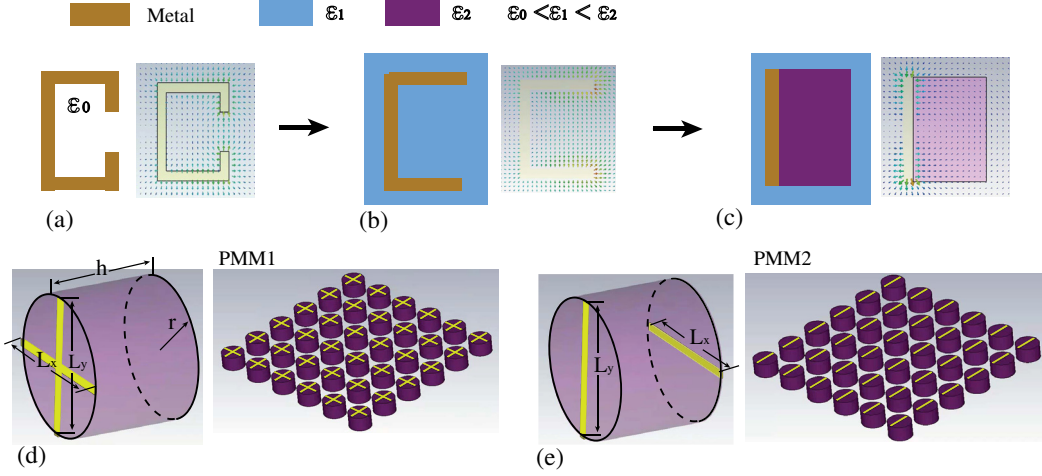 Metal
ε1
ε2
ε0 <ε1 < ε2
ε0
(a)
(b)
(c)
h
r
Lx
Ly
PMM1
(d)
Ly
Lx
PMM2
(e)